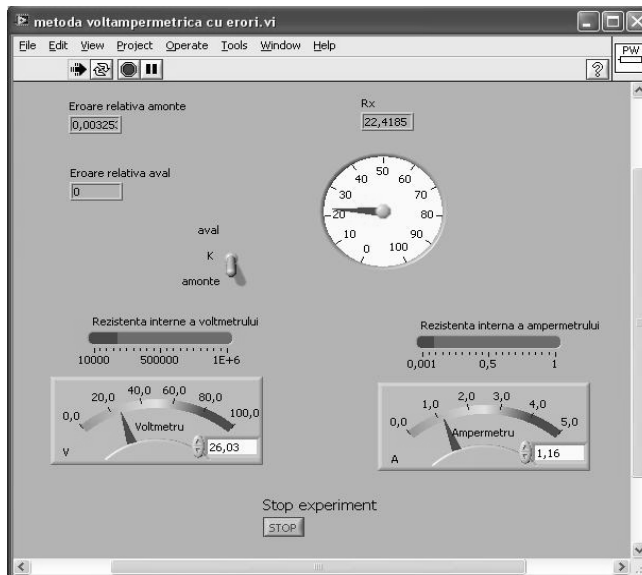 metoda voltampermetrica cu erori.vi
File Edit View Project Operate Tools Window Help
PW
?
Eroare relativa amonte
0,00325
Rx
22,4185
Eroare relativa aval
0
aval
K
amonte
0 10 20 30 40 50 60 70 80 90 100
Rezistenta interne a voltmetrului
10000 500000 1E+6
Rezistenta interna a ampermetrului
0,001 0,5 1
0,0 20,0 40,0 60,0 80,0 100,0
Voltmetru
V
26,03
0,0 1,0 2,0 3,0 4,0 5,0
Ampermetru
A
1,16
Stop experiment
STOP